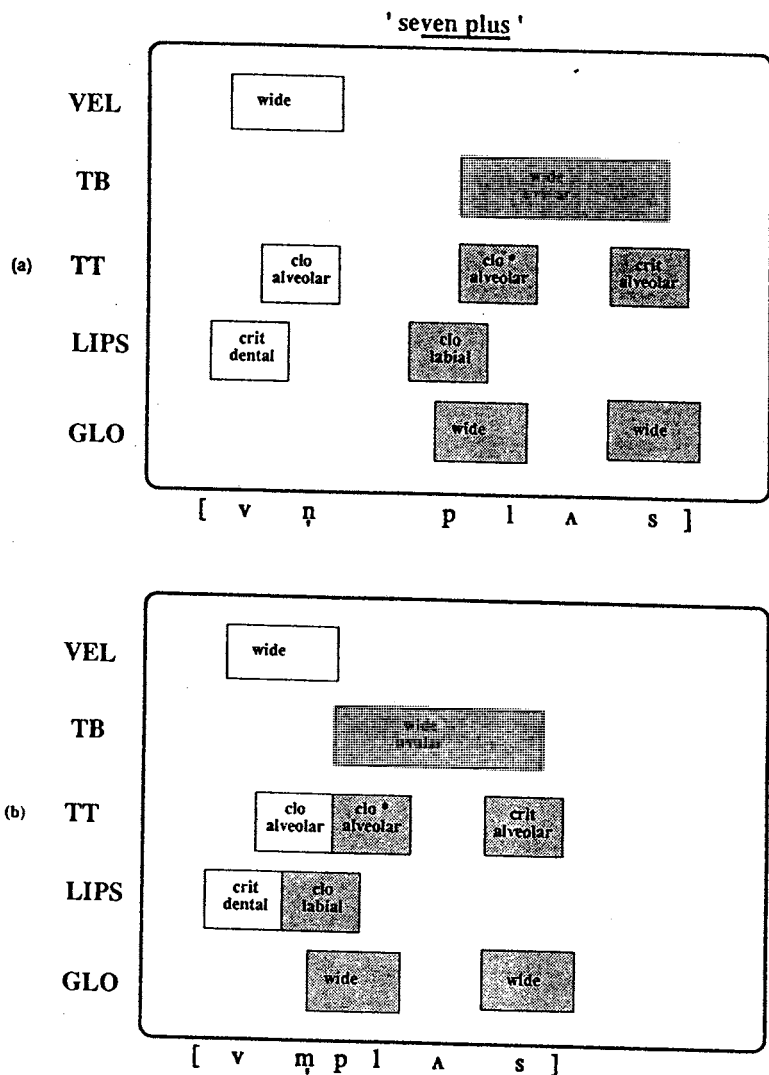 ' seven plus '
VEL wide
TB wide
(a) TT clo alveolar clo* alveolar crit alveolar
LIPS crit dental clo labial
GLO wide wide
[ v n̩ p l ʌ s ]
VEL wide
TB wide uvular
(b) TT clo alveolar clo* alveolar crit alveolar
LIPS crit dental clo labial
GLO wide wide
[ v m̩ p l ʌ s ]